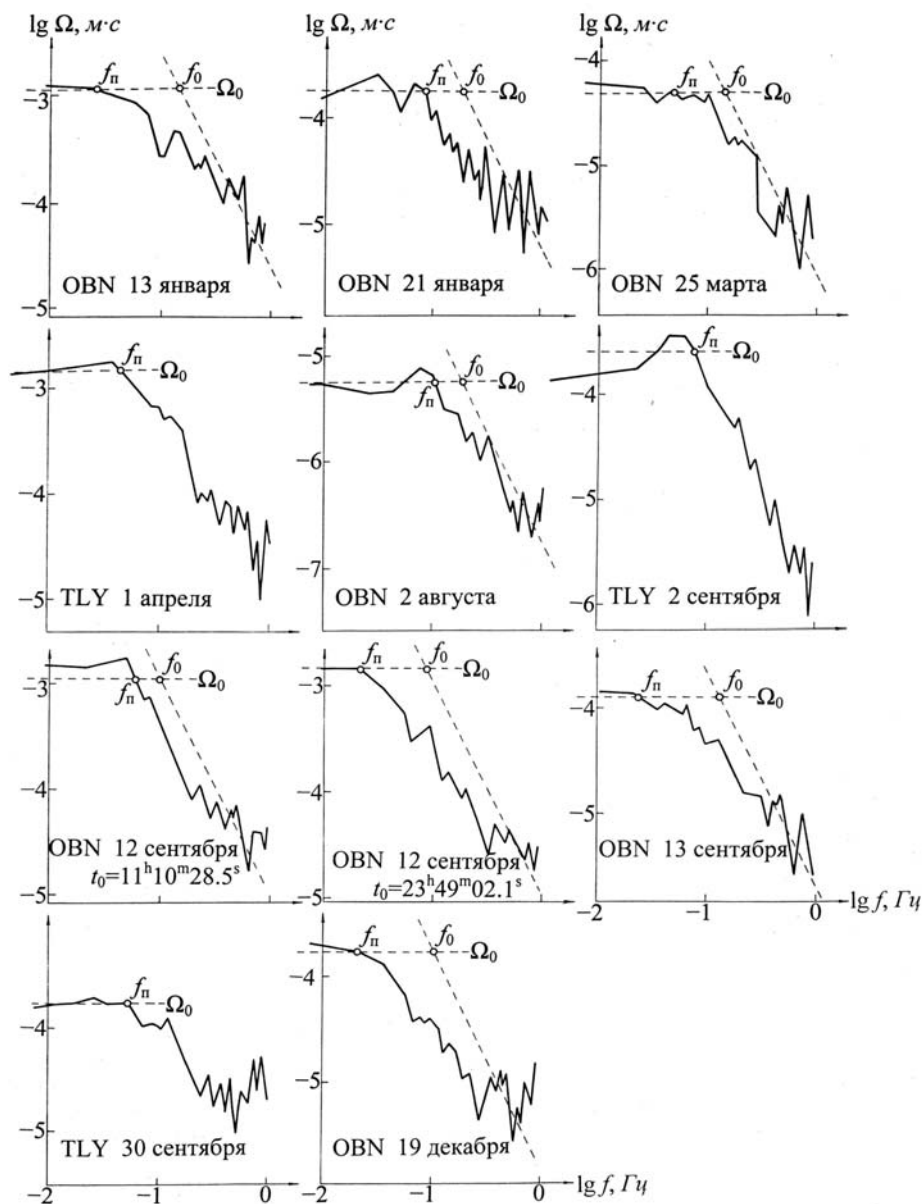 lg Ω, м·с lg Ω, м·с lg Ω, м·с
fп f0 Ω0
−3
−4
−5
OBN 13 января
fп f0 Ω0
−4
−5
OBN 21 января
−4
fп f0 Ω0
−5
−6
OBN 25 марта
fп Ω0
−3
−4
−5
TLY 1 апреля
−5
f0 Ω0
fп
−6
−7
OBN 2 августа
fп Ω0
−4
−5
−6
TLY 2 сентября
f0 Ω0
−3
fп
−4
−5
OBN 12 сентября
t0=11h10m28.5s
fп f0 Ω0
−3
−4
−5
OBN 12 сентября
t0=23h49m02.1s
fп f0 Ω0
−4
−5
OBN 13 сентября
−2 −1 0 lg f, Гц
fп Ω0
−4
−5
TLY 30 сентября
−2 −1 0
fп f0 Ω0
−4
−5
OBN 19 декабря
−2 −1 0 lg f, Гц